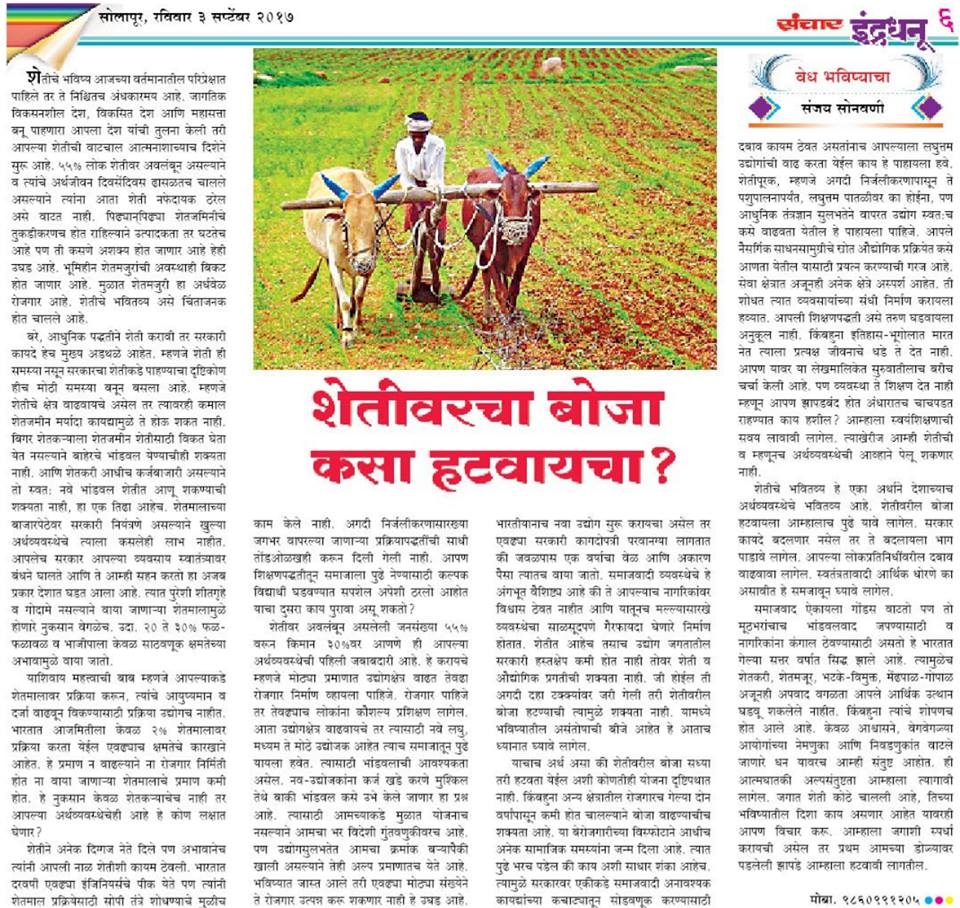 सोलापूर, रविवार ३ सप्टेंबर २०१७
संचार इंद्रधनू ६
शेतीचे भविष्य आजच्या वर्तमानातील परिप्रेक्षात
पाहिले तर ते निश्चितच अंधकारमय आहे. जागतिक
विकसनशील देश, विकसित देश आणि महासत्ता
बनू पाहणारा आपला देश यांची तुलना केली तरी
आपल्या शेतीची वाटचाल आत्मनाशाच्याच दिशेने
सुरू आहे. ५५% लोक शेतीवर अवलंबून असल्याने
व त्यांचे अर्थजीवन दिवसेंदिवस ढासळतच चालले
असल्याने त्यांना आता शेती नफेदायक ठरेल
असे वाटत नाही. पिढ्यान्‌पिढ्या शेतजमिनीचे
तुकडीकरणच होत राहिल्याने उत्पादकता तर घटतेच
आहे पण ती कसणे अशक्य होत जाणार आहे हेही
उघड आहे. भूमिहीन शेतमजुरांची अवस्थाही बिकट
होत जाणार आहे. मुळात शेतमजुरी हा अर्धवेळ
रोजगार आहे. शेतीचे भवितव्य असे चिंताजनक
होत चालले आहे.
बरे, आधुनिक पद्धतीने शेती करावी तर सरकारी
कायदे हेच मुख्य अडथळे आहेत. म्हणजे शेती ही
समस्या नसून सरकारचा शेतीकडे पाहण्याचा दृष्टिकोण
हीच मोठी समस्या बनून बसला आहे. म्हणजे
शेतीचे क्षेत्र वाढवायचे असेल तर त्यावरही कमाल
शेतजमीन मर्यादा कायद्यामुळे ते होऊ शकत नाही.
बिगर शेतकऱ्याला शेतजमीन शेतीसाठी विकत घेता
येत नसल्याने बाहेरचे भांडवल येण्याचीही शक्यता
नाही. आणि शेतकरी आधीच कर्जबाजारी असल्याने
तो स्वतः नवे भांडवल शेतीत आणू शकण्याची
शक्यता नाही, हा एक तिढा आहेच. शेतमालाच्या
बाजारपेठेवर सरकारी नियंत्रणे असल्याने खुल्या
अर्थव्यवस्थेचे त्याला कसलेही लाभ नाहीत.
आपलेच सरकार आपल्या व्यवसाय स्वातंत्र्यावर
बंधने घालते आणि ते आम्ही सहन करतो हा अजब
प्रकार देशात घडत आला आहे. त्यात पुरेशी शीतगृहे
व गोदामे नसल्याने वाया जाणाऱ्या शेतमालामुळे
होणारे नुकसान वेगळेच. उदा. २० ते ३०% फळ-
फळावळ व भाजीपाला केवळ साठवणूक क्षमतेच्या
अभावामुळे वाया जातो.
याशिवाय महत्त्वाची बाब म्हणजे आपल्याकडे
शेतमालावर प्रक्रिया करून, त्यांचे आयुष्यमान व
दर्जा वाढवून विकण्यासाठी प्रक्रिया उद्योगच नाहीत.
भारतात आजमितीला केवळ २% शेतमालावर
प्रक्रिया करता येईल एवढ्याच क्षमतेचे कारखाने
आहेत. हे प्रमाण न वाढल्याने ना रोजगार निर्मिती
होत ना वाया जाणाऱ्या शेतमालाचे प्रमाण कमी
होत. हे नुकसान केवळ शेतकऱ्याचेच नाही तर
आपल्या अर्थव्यवस्थेचेही आहे हे कोण लक्षात
घेणार?
शेतीने अनेक दिग्गज नेते दिले पण अभावानेच
त्यांनी आपली नाळ शेतीशी कायम ठेवली. भारतात
दरवर्षी एवढ्या इंजिनियर्सचे पीक येते पण त्यांनी
शेतमाल प्रक्रियेसाठी सोपी तंत्रे शोधण्याचे मुळीच
शेतीवरचा बोजा
कसा हटवायचा?
काम केले नाही. अगदी निर्जलीकरणासारख्या
जगभर वापरल्या जाणाऱ्या प्रक्रियापद्धतींची साधी
तोंडओळखही करून दिली गेली नाही. आपण
शिक्षणपद्धतीतून समाजाला पुढे नेण्यासाठी कल्पक
विद्यार्थी घडवण्यात सपशेल अपेशी ठरलो आहोत
याचा दुसरा काय पुरावा असू शकतो?
शेतीवर अवलंबून असलेली जनसंख्या ५५%
वरून किमान ३०%वर आणणे ही आपल्या
अर्थव्यवस्थेची पहिली जबाबदारी आहे. हे करायचे
म्हणजे मोठ्या प्रमाणात उद्योगक्षेत्र वाढत तेवढा
रोजगार निर्माण व्हायला पाहिजे. रोजगार पाहिजे
तर तेवढ्याच लोकांना कौशल्य प्रशिक्षण लागेल.
आता उद्योगक्षेत्र वाढवायचे तर त्यासाठी नवे लघु,
मध्यम ते मोठे उद्योजक आहेत त्याच समाजातून पुढे
यायला हवेत. त्यासाठी भांडवलाची आवश्यकता
असेल. नव-उद्योजकांना कर्ज खडे करणे मुश्किल
तेथे बाकी भांडवल कसे उभे केले जाणार हा प्रश्न
आहे. त्यासाठी आमच्याकडे मुळात योजनाच
नसल्याने आमचा भर विदेशी गुंतवणुकीवरच आहे.
पण उद्योगसुलभतेत आमचा क्रमांक बऱ्यापैकी
खाली असल्याने तेही अल्प प्रमाणातच येते आहे.
भविष्यात जास्त आले तरी एवढ्या मोठ्या संख्येने
ते रोजगार उत्पन्न करू शकणार नाही हे उघड आहे.
भारतीयानाच नवा उद्योग सुरू करायचा असेल तर
एवढ्या सरकारी कागदोपत्री परवानग्या लागतात
की जवळपास एक वर्षाचा वेळ आणि अकारण
पैसा त्यातच वाया जातो. समाजवादी व्यवस्थेचे हे
अंगभूत वैशिष्ट्य आहे की ते आपल्याच नागरिकांवर
विश्वास ठेवत नाहीत आणि यातूनच मल्ल्यासारखे
व्यवस्थेचा साळसूदपणे गैरफायदा घेणारे निर्माण
होतात. शेतीत आहेच तसाच उद्योग जगतातील
सरकारी हस्तक्षेप कमी होत नाही तोवर शेती व
औद्योगिक प्रगतीची शक्यता नाही. जी होईल ती
अगदी दहा टक्क्यांवर जरी गेली तरी शेतीवरील
बोजा हटण्याची त्यामुळे शक्यता नाही. यामध्ये
भविष्यातील असंतोषाची बीजे आहेत हे आताच
ध्यानात घ्यावे लागेल.
याचाच अर्थ असा की शेतीवरील बोजा सध्या
तरी हटवता येईल अशी कोणतीही योजना दृष्टिपथात
नाही. किंबहुना अन्य क्षेत्रातील रोजगारच गेल्या दोन
वर्षापासून कमी होत चालल्याने बोजा वाढण्याचीच
शक्यता आहे. या बेरोजगारीच्या विस्फोटाने आधीच
अनेक सामाजिक समस्यांना जन्म दिला आहे. त्यात
पुढे भरच पडेल की काय अशी साधार शंका आहेच.
त्यामुळे सरकारवर एकीकडे समाजवादी अनावश्यक
कायद्यांच्या कचाट्यातून सोडवणूक करण्यासाठी
वेध भविष्याचा
संजय सोनवणी
दबाव कायम ठेवत असतांनाच आपल्याला लघुत्तम
उद्योगांची वाढ करता येईल काय हे पाहायला हवे.
शेतीपूरक, म्हणजे अगदी निर्जलीकरणापासून ते
पशुपालनापर्यंत, लघुत्तम पातळीवर का होईना, पण
आधुनिक तंत्रज्ञान सुलभतेने वापरत उद्योग स्वतःच
कसे वाढवता येतील हे पाहायला पाहिजे. आपले
नैसर्गिक साधनसामुग्रीचे स्रोत औद्योगिक प्रक्रियेत कसे
आणता येतील यासाठी प्रयत्न करण्याची गरज आहे.
सेवा क्षेत्रात अजूनही अनेक क्षेत्रे अस्पर्श आहेत. ती
शोधत त्यात व्यवसायांच्या संधी निर्माण करायला
हव्यात. आपली शिक्षणपद्धती असे तरुण घडवायला
अनुकूल नाही. किंबहुना इतिहास-भूगोलात मारत
नेत त्याला प्रत्यक्ष जीवनाचे धडे ते देत नाही.
आपण यावर या लेखमालिकेत सुरुवातीलाच बरीच
चर्चा केली आहे. पण व्यवस्था ते शिक्षण देत नाही
म्हणून आपण झापडबंद होत अंधारातच चाचपडत
राहण्यात काय हशील? आम्हाला स्वयंशिक्षणाची
सवय लावावी लागेल. त्याखेरीज आम्ही शेतीची
व म्हणूनच अर्थव्यवस्थेची आव्हाने पेलू शकणार
नाही.
शेतीचे भवितव्य हे एका अर्थाने देशाच्याच
अर्थव्यवस्थेचे भवितव्य आहे. शेतीवरील बोजा
हटवायला आम्हालाच पुढे यावे लागेल. सरकार
कायदे बदलणार नसेल तर ते बदलायला भाग
पाडावे लागेल. आपल्या लोकप्रतिनिधींवरील दबाव
वाढवावा लागेल. स्वतंत्रतावादी आर्थिक धोरणे का
असावीत हे समजावून घ्यावे लागेल.
समाजवाद ऐकायला गोंडस वाटतो पण तो
मूठभरांचाच भांडवलवाद जपण्यासाठी व
नागरिकांना कंगाल ठेवण्यासाठी असतो हे भारतात
गेल्या सत्तर वर्षात सिद्ध झाले आहे. त्यामुळेच
शेतकरी, शेतमजूर, भटके-विमुक्त, मेंढपाळ-गोपाळ
अजूनही अपवाद वगळता आपले आर्थिक उत्थान
घडवू शकलेले नाहीत. किंबहुना त्यांचे शोषणच
होत आले आहे. केवळ आश्वासने, वेगवेगळ्या
आयोगांच्या नेमणुका आणि निवडणुकांत वाटले
जाणारे धन यावरच आम्ही संतुष्ट आहोत. ही
आत्मघातकी अल्पसंतुष्टता आम्हाला त्यागावी
लागेल. जगात शेती कोठे चालली आहे, तिच्या
भविष्यातील दिशा काय असणार आहेत यावरही
आपण विचार करू. आम्हाला जगाशी स्पर्धा
करायची असेल तर प्रथम आमच्या डोळ्यावर
पडलेली झापडे आम्हाला हटवावी लागतील.
मोबा. ९८६०९९१२०५